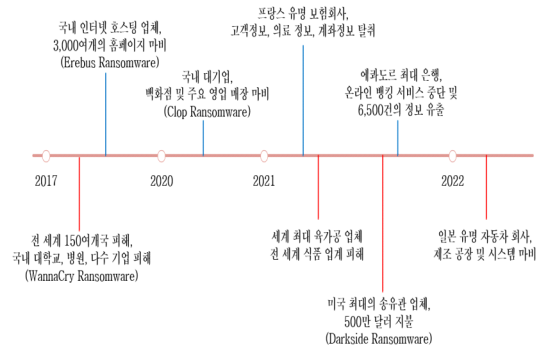 프랑스 유명 보험회사,
고객정보, 의료 정보, 계좌정보 탈취
국내 인터넷 호스팅 업체,
3,000여개의 홈페이지 마비
(Erebus Ransomware)
국내 대기업,
백화점 및 주요 영업 매장 마비
(Clop Ransomware)
에콰도르 최대 은행,
온라인 뱅킹 서비스 중단 및
6,500건의 정보 유출
2017
2020
2021
2022
전 세계 150여개국 피해,
국내 대학교, 병원, 다수 기업 피해
(WannaCry Ransomware)
세계 최대 육가공 업체
전 세계 식품 업계 피해
일본 유명 자동차 회사,
제조 공장 및 시스템 마비
미국 최대의 송유관 업체,
500만 달러 지불
(Darkside Ransomware)